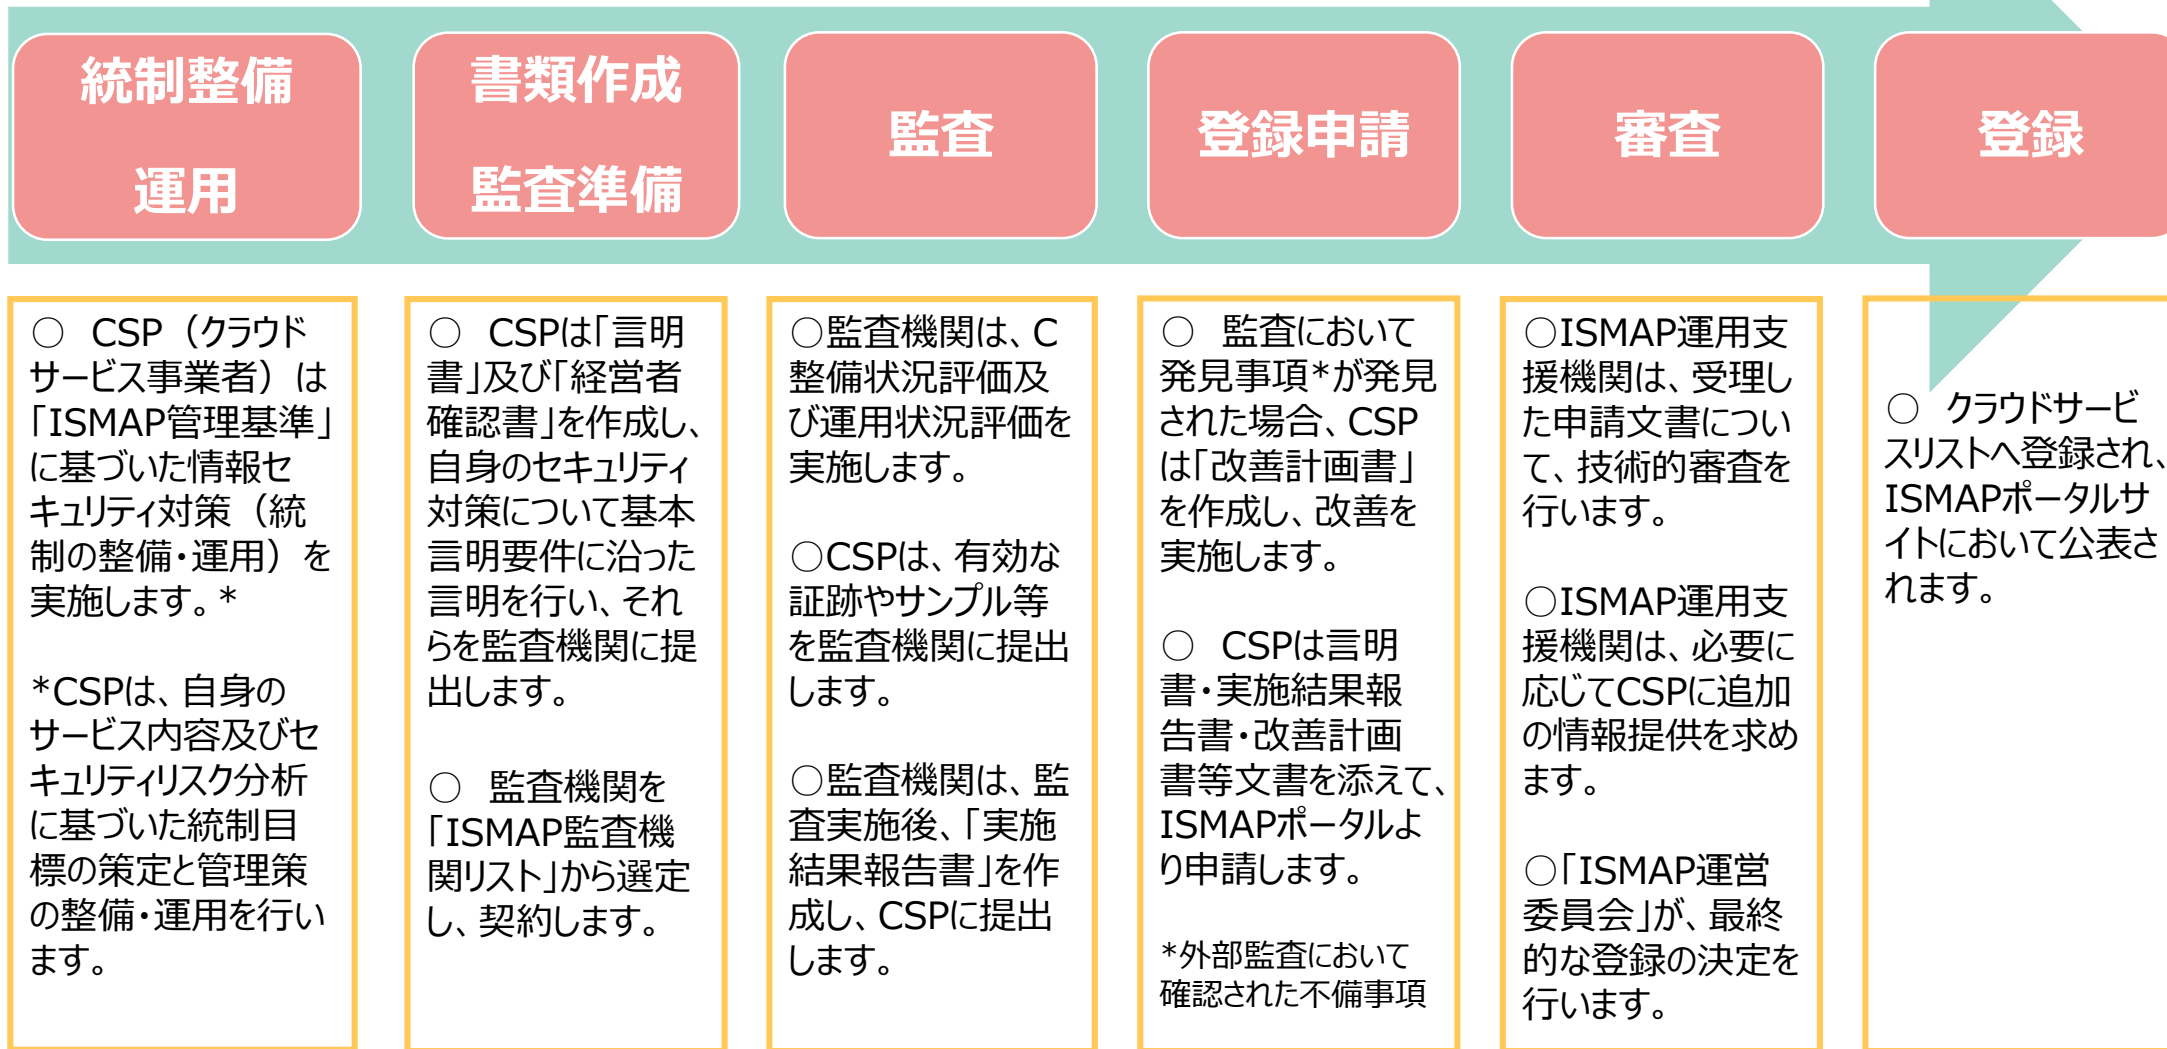 統制整備
運用
書類作成
監査準備
監査
登録申請
審査
登録
○　CSP（クラウド
サービス事業者）は
「ISMAP管理基準」
に基づいた情報セ
キュリティ対策（統
制の整備・運用）を
実施します。*
*CSPは、自身の
サービス内容及びセ
キュリティリスク分析
に基づいた統制目
標の策定と管理策
の整備・運用を行い
ます。
○　CSPは「言明
書」及び「経営者
確認書」を作成し、
自身のセキュリティ
対策について基本
言明要件に沿った
言明を行い、それ
らを監査機関に提
出します。
○　監査機関を
「ISMAP監査機
関リスト」から選定
し、契約します。
○監査機関は、C
整備状況評価及
び運用状況評価を
実施します。
○CSPは、有効な
証跡やサンプル等
を監査機関に提出
します。
○監査機関は、監
査実施後、「実施
結果報告書」を作
成し、CSPに提出
します。
○　監査において
発見事項*が発見
された場合、CSP
は「改善計画書」
を作成し、改善を
実施します。
○　CSPは言明
書・実施結果報
告書・改善計画
書等文書を添えて、
ISMAPポータルよ
り申請します。
*外部監査において
確認された不備事項
○ISMAP運用支
援機関は、受理し
た申請文書につい
て、技術的審査を
行います。
○ISMAP運用支
援機関は、必要に
応じてCSPに追加
の情報提供を求め
ます。
○「ISMAP運営
委員会」が、最終
的な登録の決定を
行います。
○　クラウドサービ
スリストへ登録され、
ISMAPポータルサ
イトにおいて公表さ
れます。